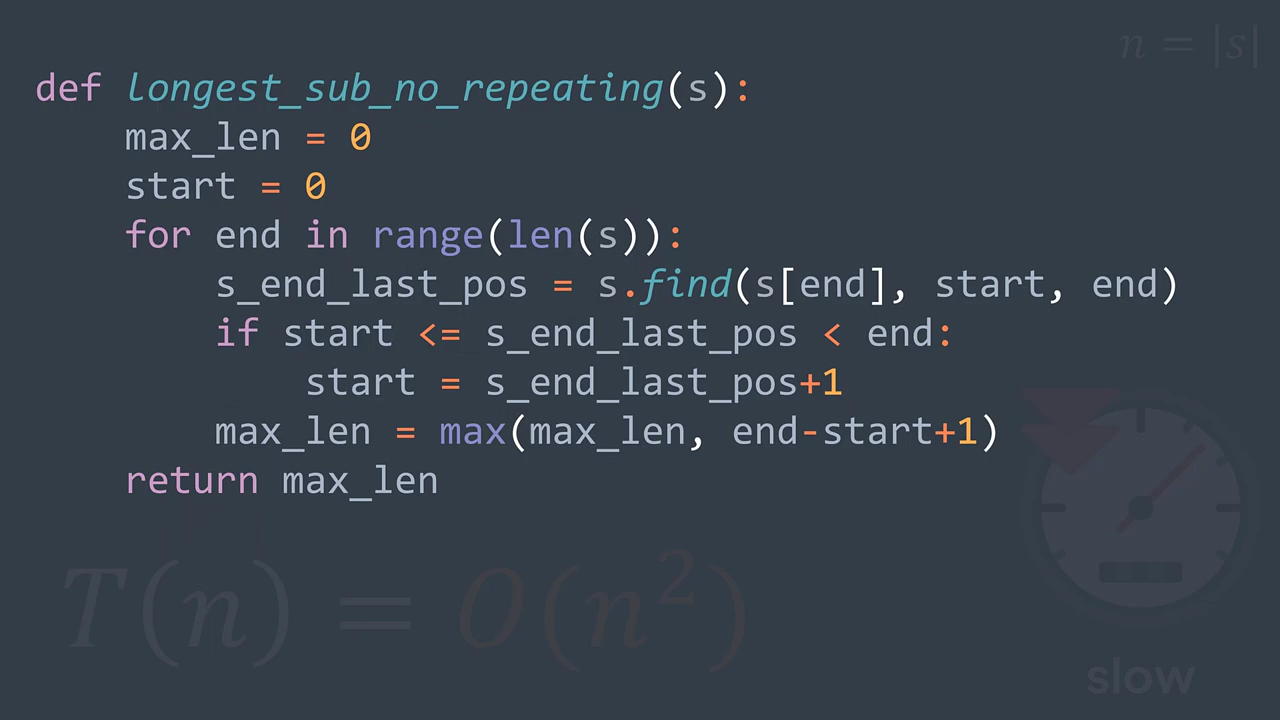 n = |s|
def longest_sub_no_repeating(s):
    max_len = 0
    start = 0
    for end in range(len(s)):
        s_end_last_pos = s.find(s[end], start, end)
        if start <= s_end_last_pos < end:
            start = s_end_last_pos+1
        max_len = max(max_len, end-start+1)
    return max_len
T(n) = O(n²)
slow